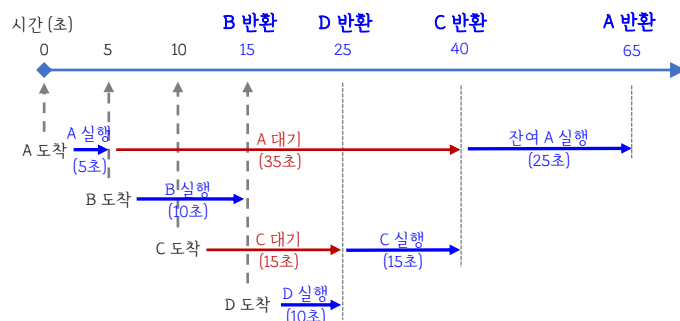 시간 (초)
B 반환
D 반환
C 반환
A 반환
0
5
10
15
25
40
65
A 도착
A 실행
(5초)
A 대기
(35초)
잔여 A 실행
(25초)
B 도착
B 실행
(10초)
C 도착
C 대기
(15초)
C 실행
(15초)
D 도착
D 실행
(10초)